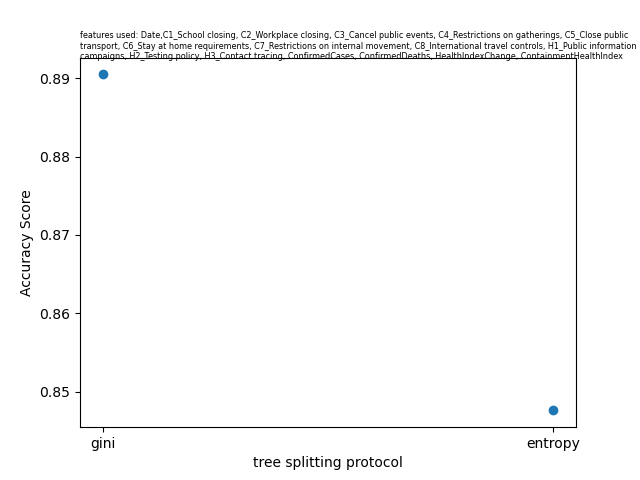 features used: Date,C1_School closing, C2_Workplace closing, C3_Cancel public events, C4_Restrictions on gatherings, C5_Close public
transport, C6_Stay at home requirements, C7_Restrictions on internal movement, C8_International travel controls, H1_Public information
campaigns, H2_Testing policy, H3_Contact tracing, ConfirmedCases, ConfirmedDeaths, HealthIndexChange, ContainmentHealthIndex
0.89
0.88
0.87
0.86
0.85
Accuracy Score
gini
entropy
tree splitting protocol